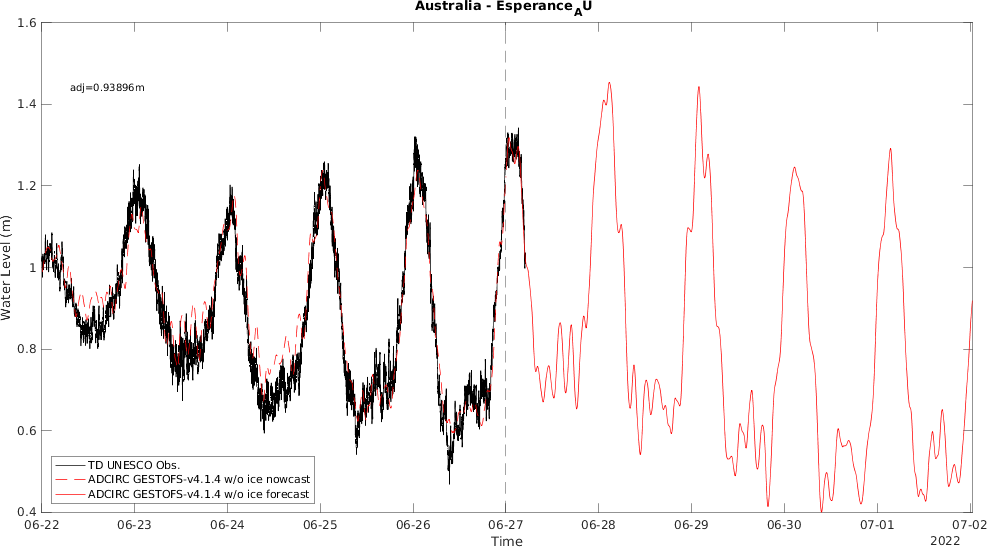 Australia - Esperance_AU
1.6
adj=0.93896m
1.4
1.2
1
0.8
0.6
0.4
Water Level (m)
TD UNESCO Obs.
ADCIRC GESTOFS-v4.1.4 w/o ice nowcast
ADCIRC GESTOFS-v4.1.4 w/o ice forecast
06-22 06-23 06-24 06-25 06-26 06-27 06-28 06-29 06-30 07-01 07-02
Time
2022